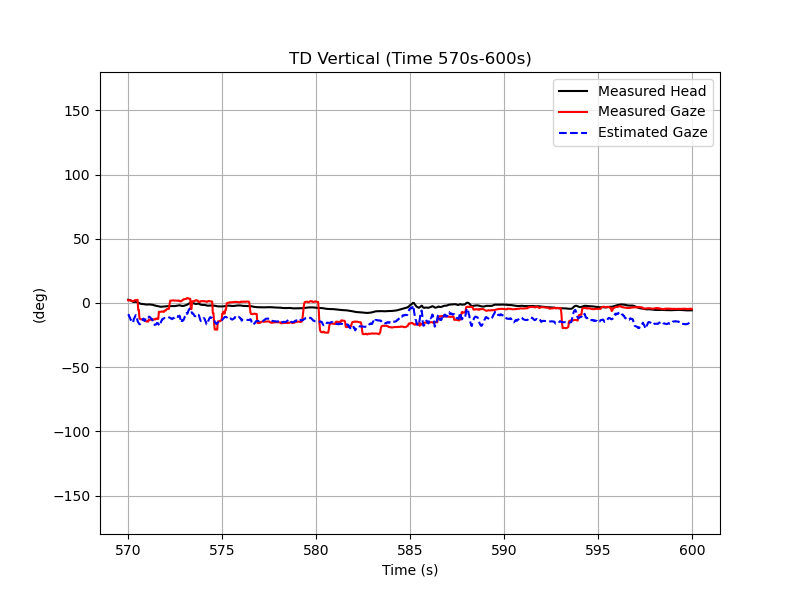 TD Vertical (Time 570s-600s)
Measured Head
Measured Gaze
Estimated Gaze
(deg)
150
100
50
0
−50
−100
−150
570 575 580 585 590 595 600
Time (s)